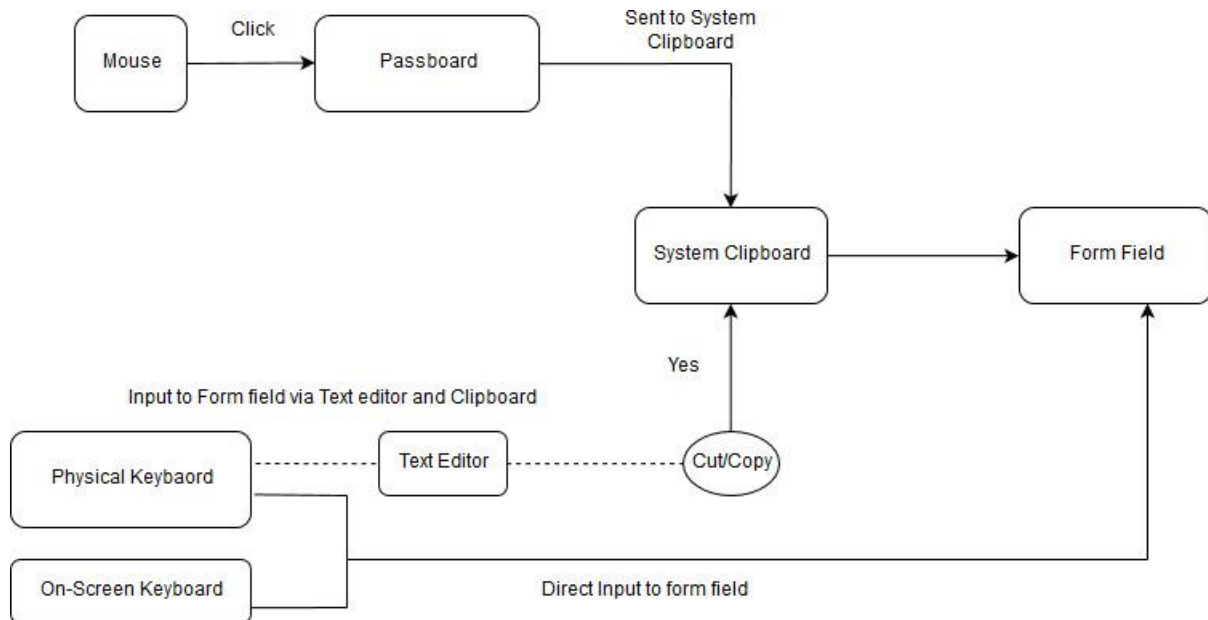 Sent to System
Clipboard
Click
Mouse
Passboard
System Clipboard
Form Field
Yes
Input to Form field via Text editor and Clipboard
Physical Keybaord
Text Editor
Cut/Copy
On-Screen Keyboard
Direct Input to form field